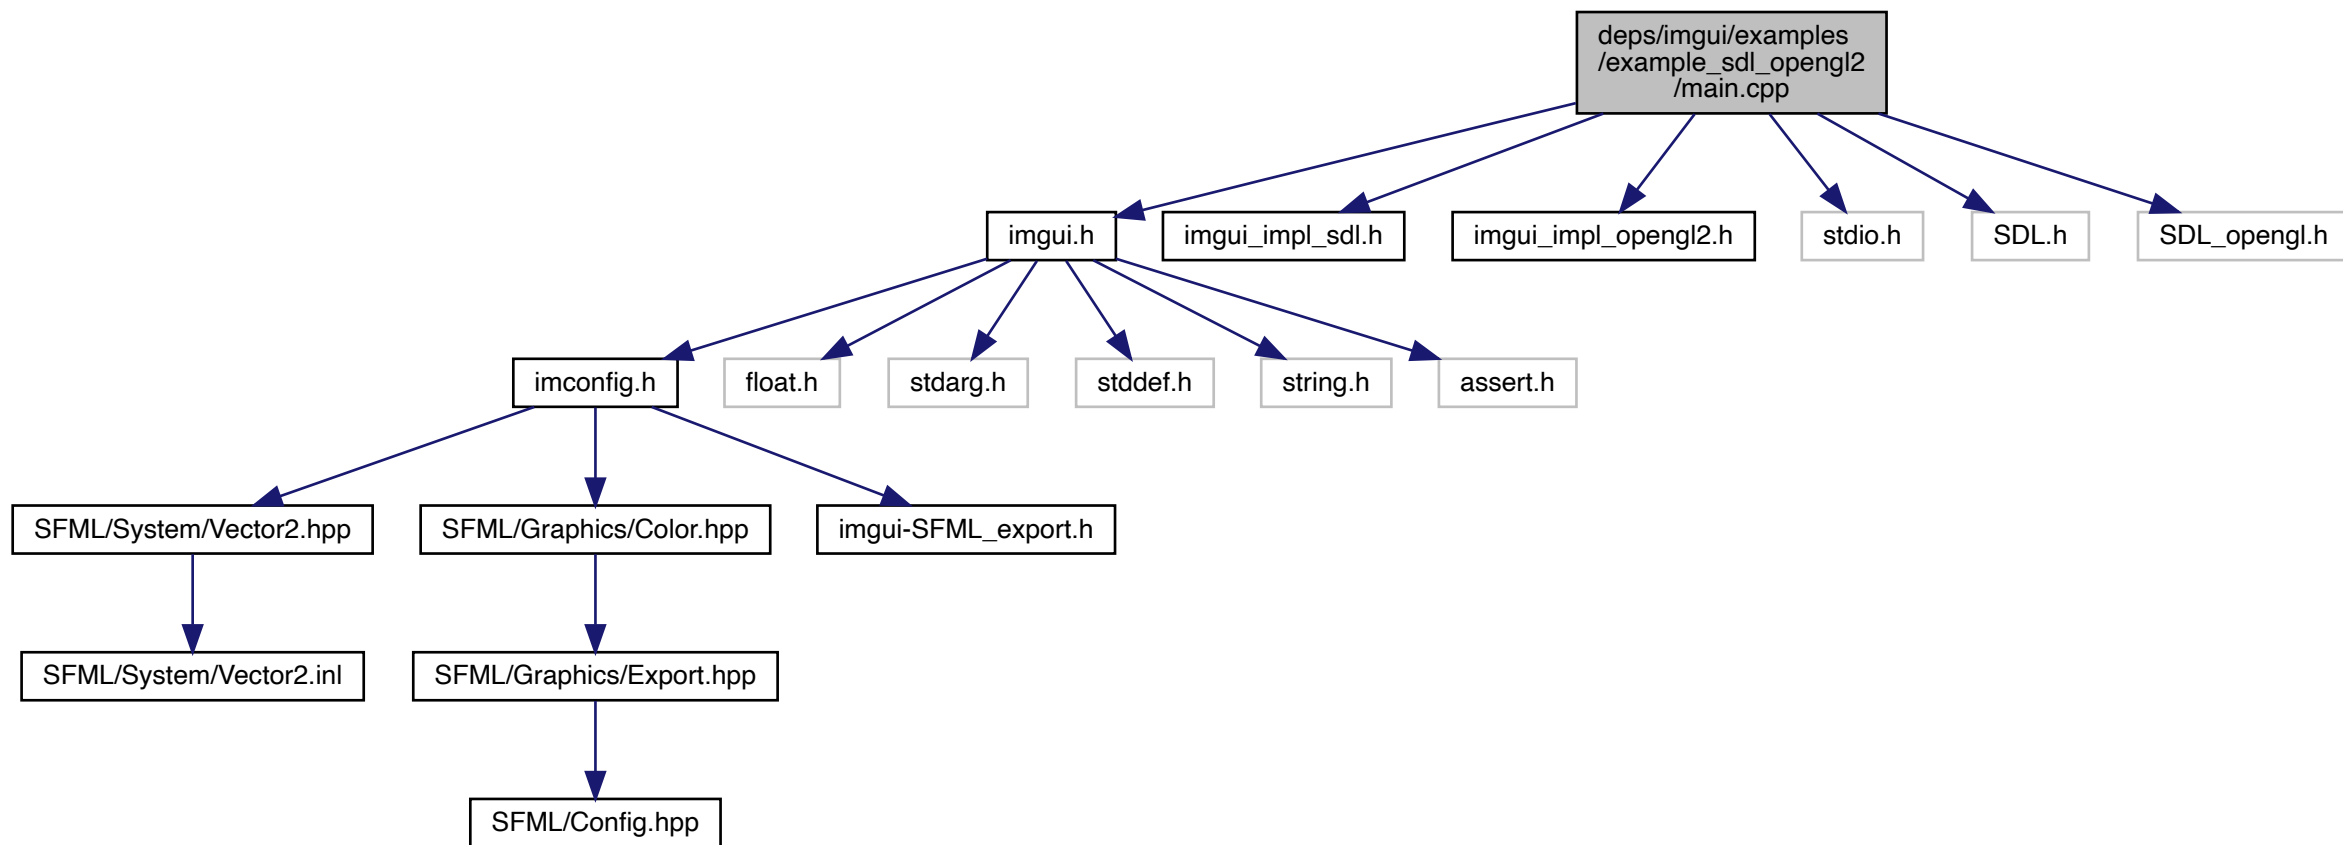 deps/imgui/examples
/example_sdl_opengl2
/main.cpp
imgui.h
imgui_impl_sdl.h
imgui_impl_opengl2.h
stdio.h
SDL.h
SDL_opengl.h
imconfig.h
float.h
stdarg.h
stddef.h
string.h
assert.h
SFML/System/Vector2.hpp
SFML/Graphics/Color.hpp
imgui-SFML_export.h
SFML/System/Vector2.inl
SFML/Graphics/Export.hpp
SFML/Config.hpp